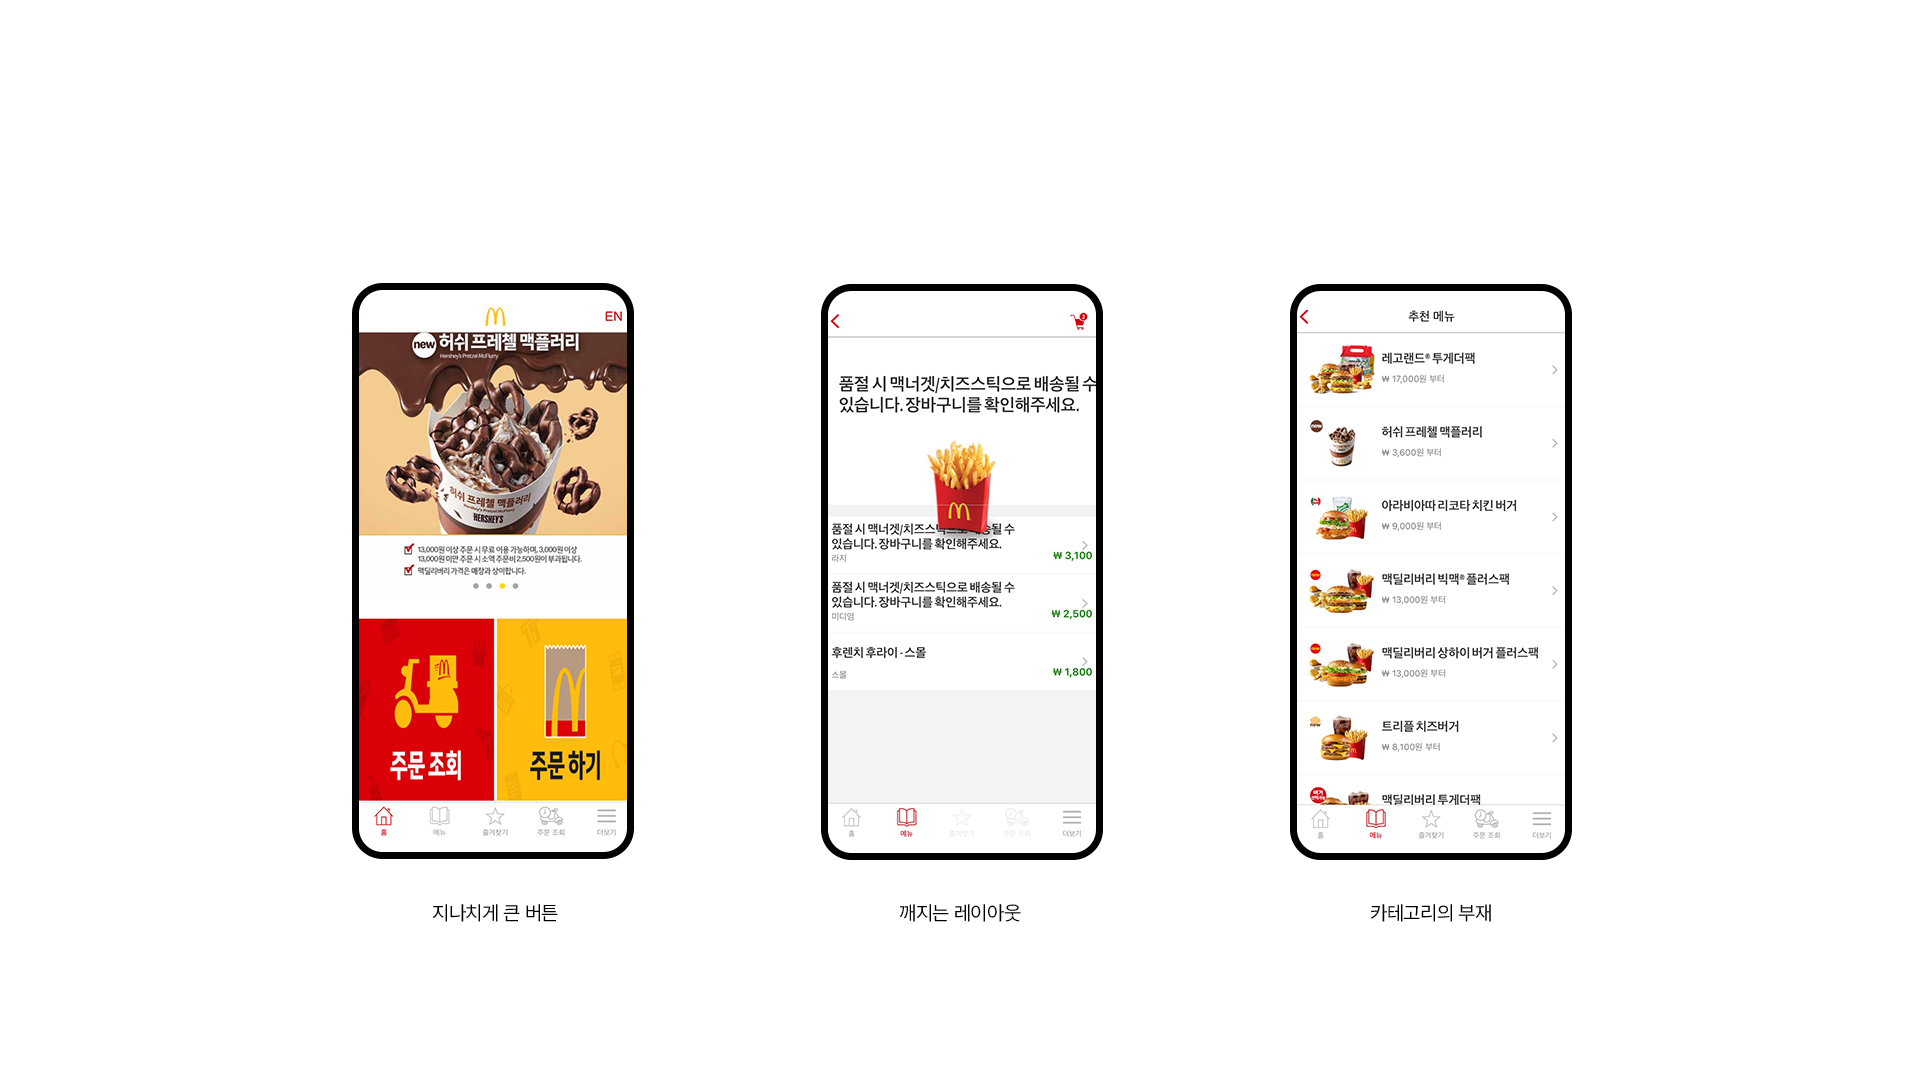 EN
new 허쉬 프레첼 맥플러리
Hershey's Pretzel McFlurry
허쉬 프레첼 맥플러리
Hershey's Pretzel McFlurry
HERSHEY'S
13,000원 이상 주문 시 무료 이용 가능하며, 3,000원 이상
13,000원 미만 주문 시 소액 주문비 2,500원이 부과됩니다.
맥딜리버리 가격은 매장과 상이합니다.
주문 조회
주문 하기
홈
메뉴
즐겨찾기
주문 조회
더보기
지나치게 큰 버튼
품절 시 맥너겟/치즈스틱으로 배송될 수
있습니다. 장바구니를 확인해주세요.
품절 시 맥너겟/치즈스틱으로 배송될 수
있습니다. 장바구니를 확인해주세요.
라지
₩ 3,100
품절 시 맥너겟/치즈스틱으로 배송될 수
있습니다. 장바구니를 확인해주세요.
미디엄
₩ 2,500
후렌치 후라이 - 스몰
스몰
₩ 1,800
홈
메뉴
즐겨찾기
주문 조회
더보기
깨지는 레이아웃
추천 메뉴
레고랜드® 투게더팩
₩ 17,000원 부터
new
허쉬 프레첼 맥플러리
₩ 3,600원 부터
아라비아따 리코타 치킨 버거
₩ 9,000원 부터
맥딜리버리 빅맥® 플러스팩
₩ 13,000원 부터
맥딜리버리 상하이 버거 플러스팩
₩ 13,000원 부터
new
트리플 치즈버거
₩ 8,100원 부터
맥딜리버리 투게더팩
홈
메뉴
즐겨찾기
주문 조회
더보기
카테고리의 부재